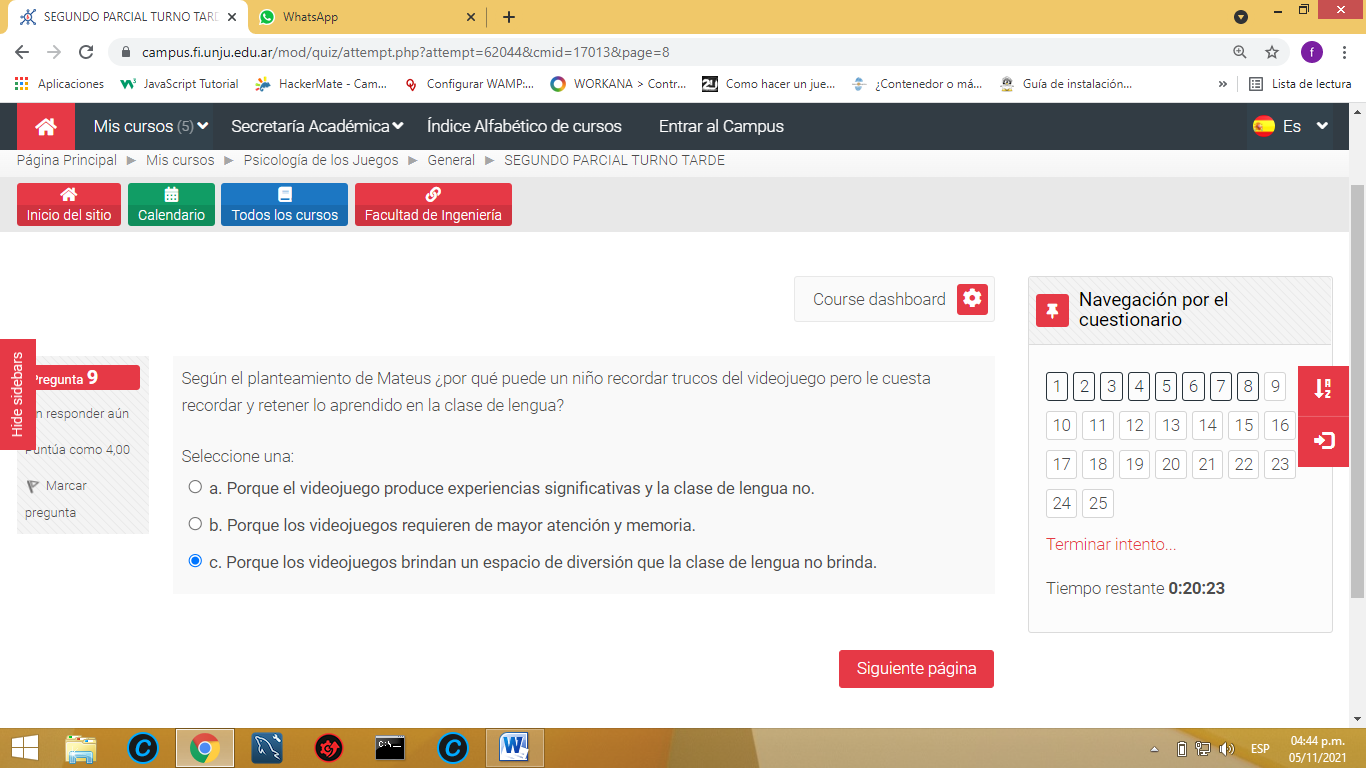 SEGUNDO PARCIAL TURNO TARD
WhatsApp
campus.fi.unju.edu.ar/mod/quiz/attempt.php?attempt=62044&cmid=17013&page=8
f
Aplicaciones
JavaScript Tutorial
HackerMate - Cam...
Configurar WAMP:...
WORKANA > Contr...
Como hacer un jue...
¿Contenedor o má...
Guía de instalación...
»
Lista de lectura
Mis cursos (5)
Secretaría Académica
Índice Alfabético de cursos
Entrar al Campus
Es
Página Principal ► Mis cursos ► Psicología de los Juegos ► General ► SEGUNDO PARCIAL TURNO TARDE
Inicio del sitio
Calendario
Todos los cursos
Facultad de Ingeniería
Course dashboard
Hide sidebars
Pregunta 9
n responder aún
Puntúa como 4,00
Marcar
pregunta
Según el planteamiento de Mateus ¿por qué puede un niño recordar trucos del videojuego pero le cuesta
recordar y retener lo aprendido en la clase de lengua?
Seleccione una:
a. Porque el videojuego produce experiencias significativas y la clase de lengua no.
b. Porque los videojuegos requieren de mayor atención y memoria.
c. Porque los videojuegos brindan un espacio de diversión que la clase de lengua no brinda.
Siguiente página
Navegación por el
cuestionario
1 2 3 4 5 6 7 8 9
10 11 12 13 14 15 16
17 18 19 20 21 22 23
24 25
Terminar intento...
Tiempo restante 0:20:23
ESP
04:44 p.m.
05/11/2021